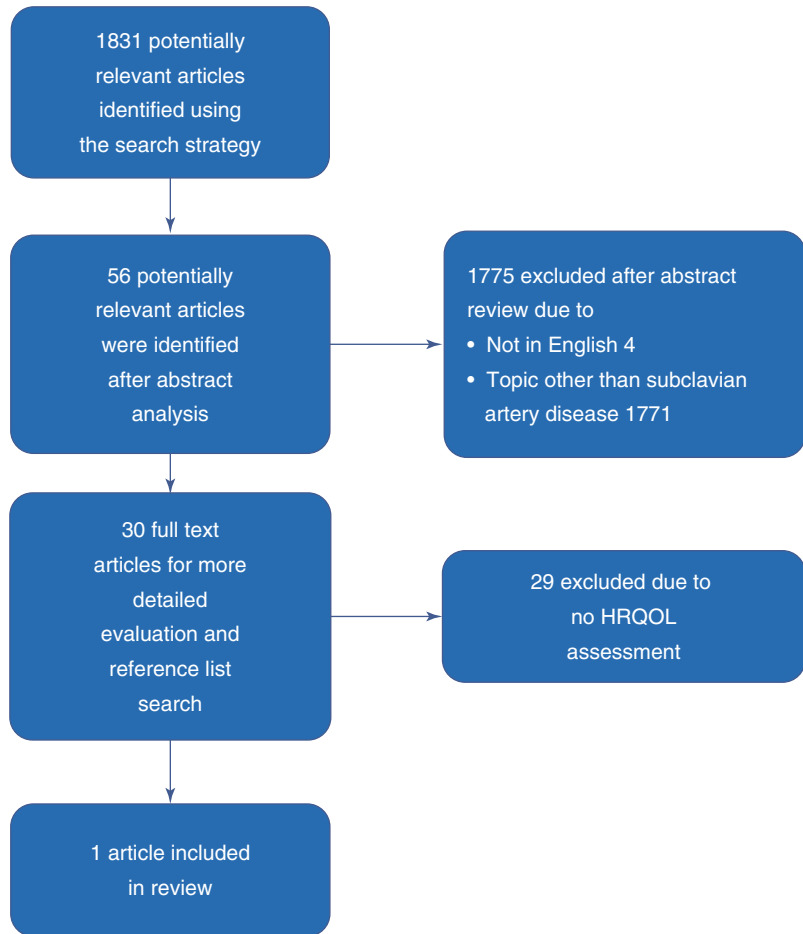 1831 potentially
relevant articles
identified using
the search strategy
56 potentially
relevant articles
were identified
after abstract
analysis
1775 excluded after abstract
review due to
• Not in English 4
• Topic other than subclavian
artery disease 1771
30 full text
articles for more
detailed
evaluation and
reference list
search
29 excluded due to
no HRQOL
assessment
1 article included
in review